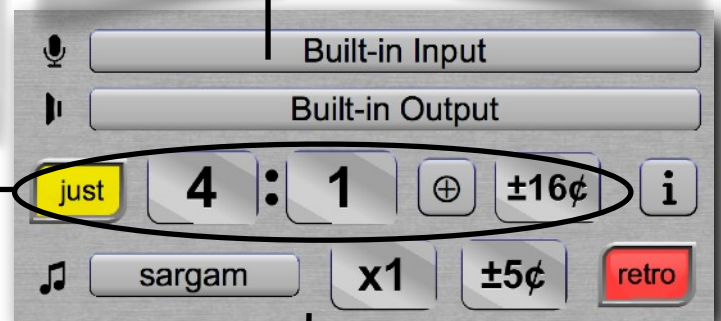 Built-in Input
Built-in Output
just 4 : 1 ⊕ ±16¢ i
sargam x1 ±5¢ retro